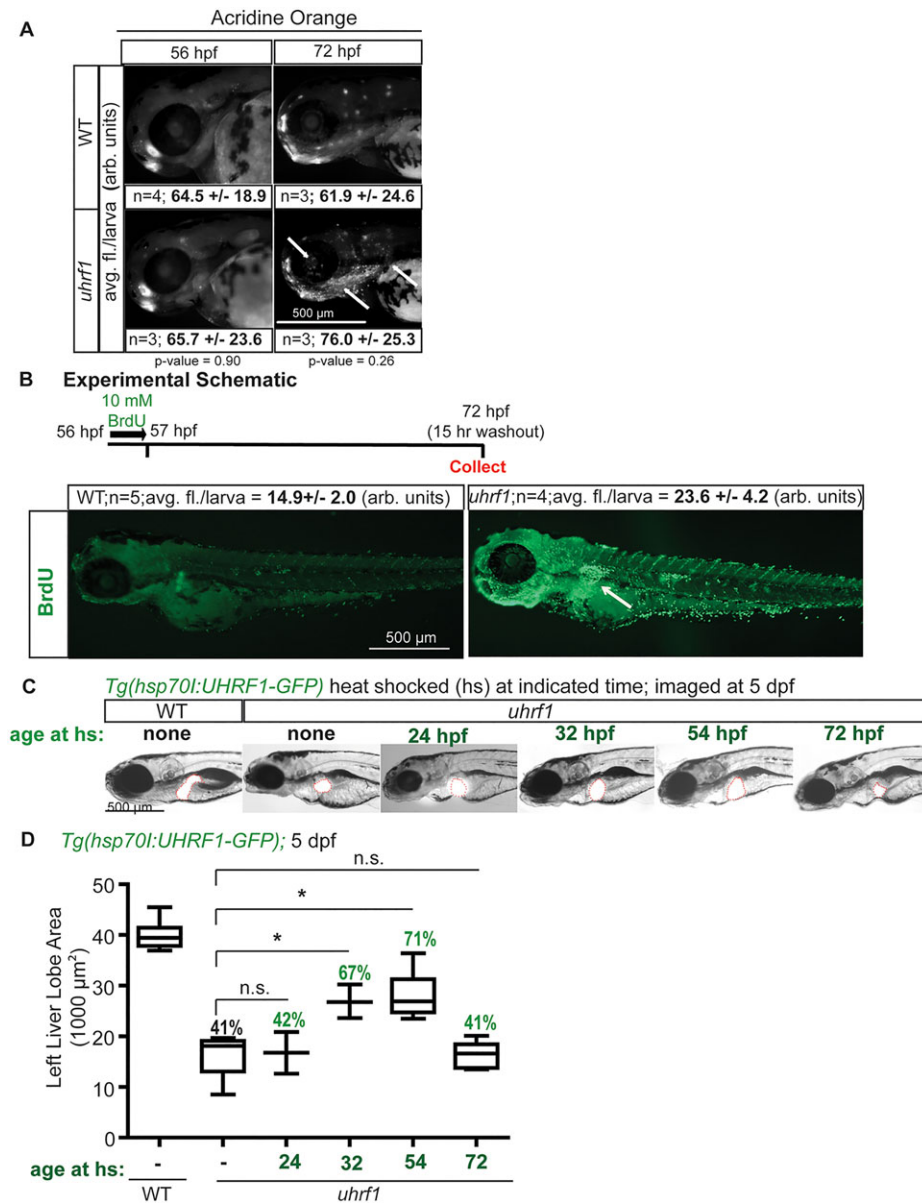 A
Acridine Orange
56 hpf
72 hpf
WT
uhrf1
avg. fl./larva (arb. units)
n=4; 64.5 +/- 18.9
n=3; 61.9 +/- 24.6
500 µm
n=3; 65.7 +/- 23.6
n=3; 76.0 +/- 25.3
p-value = 0.90
p-value = 0.26
B Experimental Schematic
10 mM
BrdU
56 hpf
57 hpf
72 hpf
(15 hr washout)
Collect
WT;n=5;avg. fl./larva = 14.9+/- 2.0 (arb. units)
uhrf1;n=4;avg. fl./larva = 23.6 +/- 4.2 (arb. units)
BrdU
500 µm
C Tg(hsp70I:UHRF1-GFP) heat shocked (hs) at indicated time; imaged at 5 dpf
WT
uhrf1
age at hs: none none 24 hpf 32 hpf 54 hpf 72 hpf
500 µm
D Tg(hsp70I:UHRF1-GFP); 5 dpf
n.s.
*
*
n.s.
41% 42% 67% 71% 41%
Left Liver Lobe Area
(1000 µm²)
50
40
30
20
10
0
age at hs: - - 24 32 54 72
WT
uhrf1